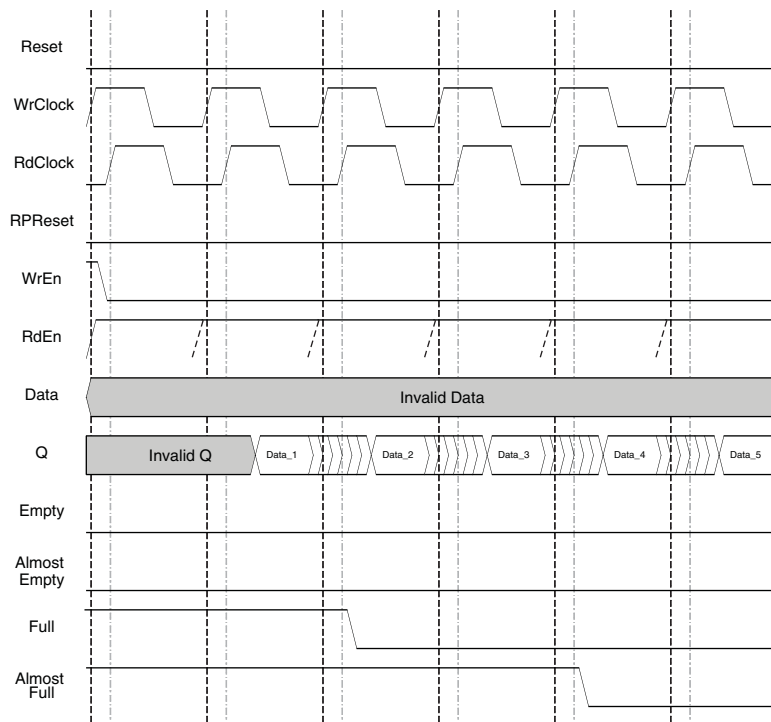 Reset
WrClock
RdClock
RPReset
WrEn
RdEn
Data
Invalid Data
Q
Invalid Q
Data_1
Data_2
Data_3
Data_4
Data_5
Empty
Almost
Empty
Full
Almost
Full